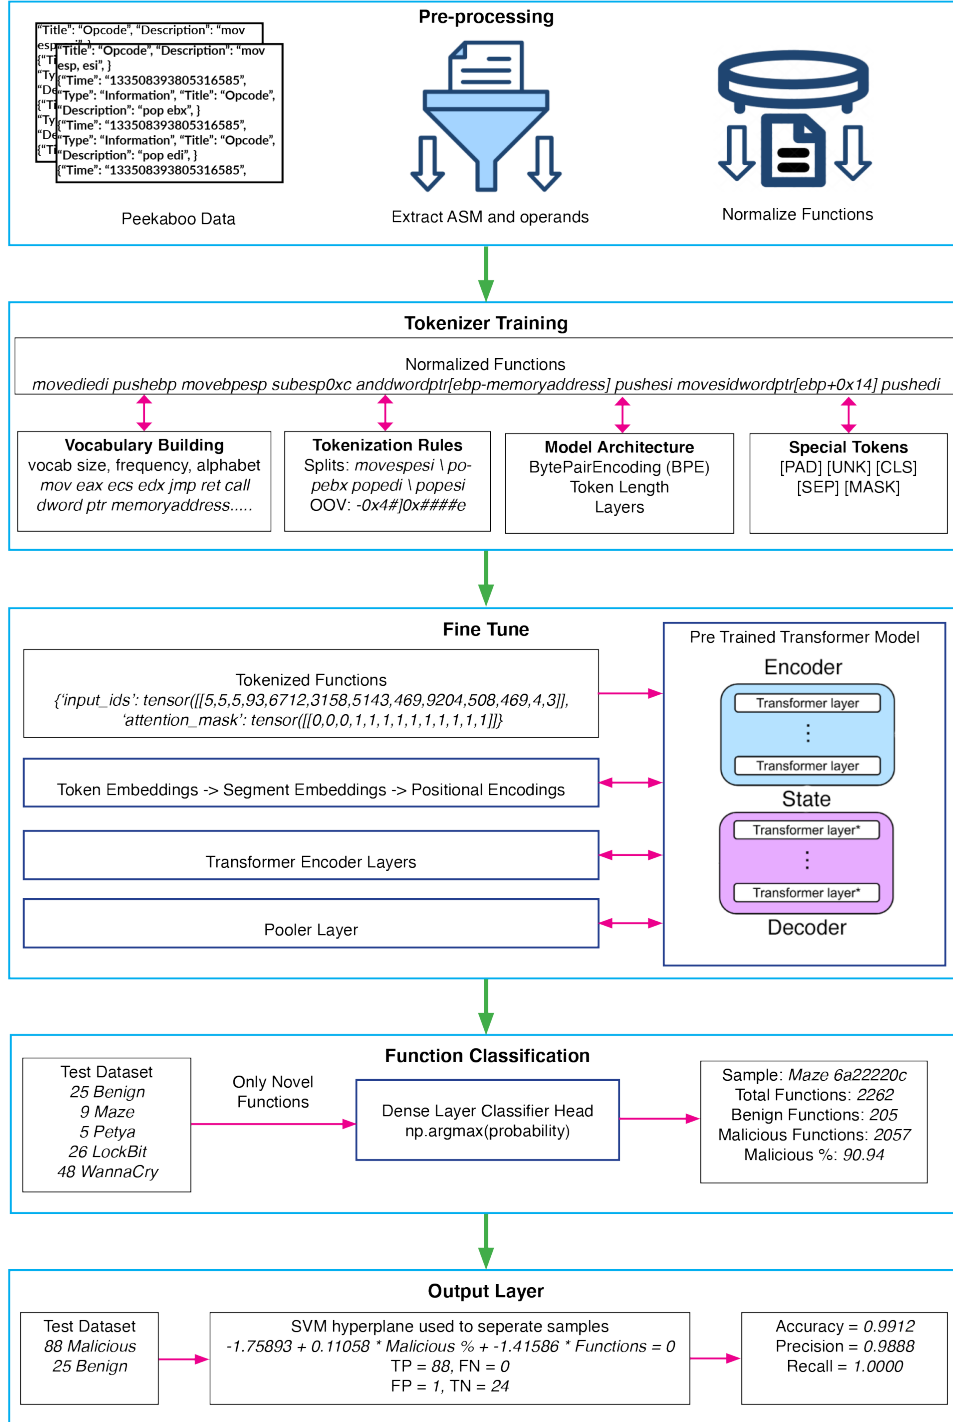 Pre-processing
"Title": "Opcode", "Description": "mov
"Title": "Opcode", "Description": "mov
esp, esi", }
{"Time": "133508393805316585",
"Type": "Information", "Title": "Opcode",
"Description": "pop ebx", }
{"Time": "133508393805316585",
"Type": "Information", "Title": "Opcode",
"Description": "pop edi", }
{"Time": "133508393805316585",
Peekaboo Data
Extract ASM and operands
Normalize Functions
Tokenizer Training
Normalized Functions
movediedi pushebp movebpesp subesp0xc anddwordptr[ebp-memoryaddress] pushesi movesidwordptr[ebp+0x14] pushedi
Vocabulary Building
vocab size, frequency, alphabet
mov eax ecs edx jmp ret call
dword ptr memoryaddress.....
Tokenization Rules
Splits: movespesi \ po-
pebx popedi \ popesi
OOV: -0x4#]0x####e
Model Architecture
BytePairEncoding (BPE)
Token Length
Layers
Special Tokens
[PAD] [UNK] [CLS]
[SEP] [MASK]
Fine Tune
Tokenized Functions
{'input_ids': tensor([[5,5,5,93,6712,3158,5143,469,9204,508,469,4,3]],
'attention_mask': tensor([[0,0,0,1,1,1,1,1,1,1,1,1,1]]}
Token Embeddings -> Segment Embeddings -> Positional Encodings
Transformer Encoder Layers
Pooler Layer
Pre Trained Transformer Model
Encoder
Transformer layer
Transformer layer
State
Transformer layer*
Transformer layer*
Decoder
Function Classification
Test Dataset
25 Benign
9 Maze
5 Petya
26 LockBit
48 WannaCry
Only Novel
Functions
Dense Layer Classifier Head
np.argmax(probability)
Sample: Maze 6a22220c
Total Functions: 2262
Benign Functions: 205
Malicious Functions: 2057
Malicious %: 90.94
Output Layer
Test Dataset
88 Malicious
25 Benign
SVM hyperplane used to seperate samples
-1.75893 + 0.11058 * Malicious % + -1.41586 * Functions = 0
TP = 88, FN = 0
FP = 1, TN = 24
Accuracy = 0.9912
Precision = 0.9888
Recall = 1.0000